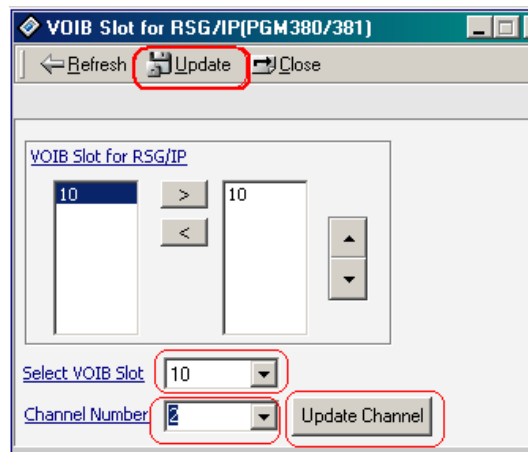 VOIB Slot for RSG/IP(PGM380/381)
Refresh Update Close
VOIB Slot for RSG/IP
10 > 10
<
Select VOIB Slot 10
Channel Number 2 Update Channel